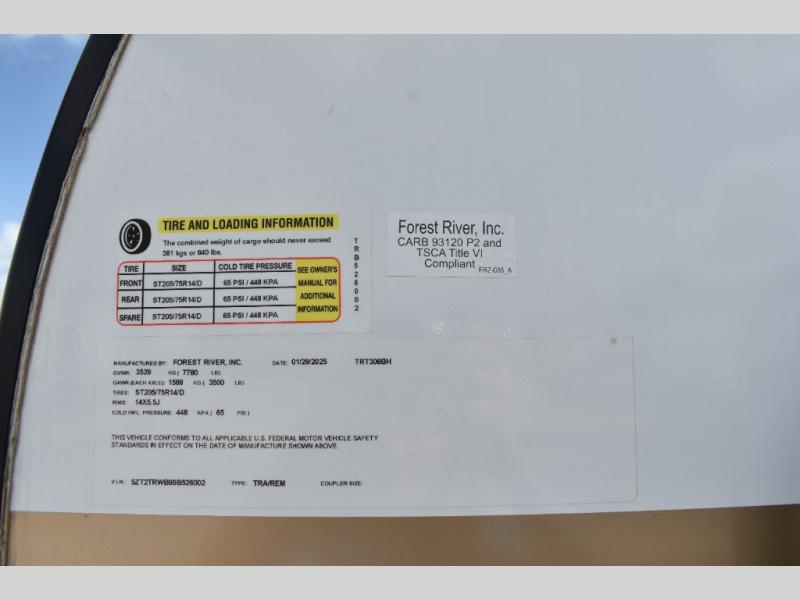 TIRE AND LOADING INFORMATION
The combined weight of cargo should never exceed
381 kgs or 840 lbs.
TIRE SIZE COLD TIRE PRESSURE SEE OWNER'S MANUAL FOR ADDITIONAL INFORMATION
FRONT ST205/75R14/D 65 PSI / 448 KPA
REAR ST205/75R14/D 65 PSI / 448 KPA
SPARE ST205/75R14/D 65 PSI / 448 KPA
TRB526002
Forest River, Inc.
CARB 93120 P2 and
TSCA Title VI
Compliant
FRZ-035_A
MANUFACTURED BY: FOREST RIVER, INC. DATE: 01/29/2025 TRT306BH
GVWR: 3529 KG ( 7780 LB)
GAWR (EACH AXLE): 1588 KG ( 3500 LB)
TIRES: ST205/75R14/D
RIMS: 14X5.5J
COLD INFL. PRESSURE: 448 KPA ( 65 PSI )
THIS VEHICLE CONFORMS TO ALL APPLICABLE U.S. FEDERAL MOTOR VEHICLE SAFETY
STANDARDS IN EFFECT ON THE DATE OF MANUFACTURE SHOWN ABOVE.
V.I.N.: 5ZT2TRWB9SB526002 TYPE: TRA/REM COUPLER SIZE: